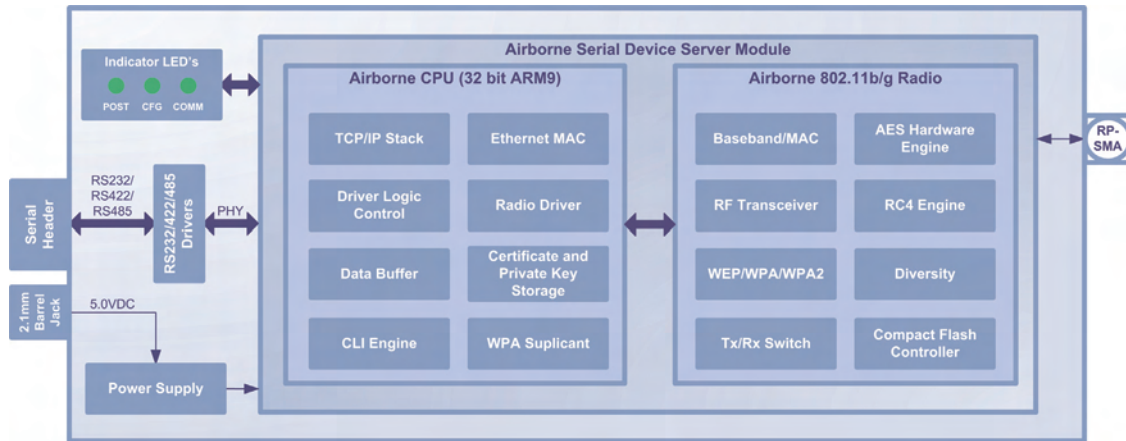 Airborne Serial Device Server Module
Indicator LED's
POST CFG COMM
Airborne CPU (32 bit ARM9)
TCP/IP Stack
Ethernet MAC
Driver Logic
Control
Radio Driver
Data Buffer
Certificate and
Private Key
Storage
CLI Engine
WPA Suplicant
Airborne 802.11b/g Radio
Baseband/MAC
AES Hardware
Engine
RF Transceiver
RC4 Engine
WEP/WPA/WPA2
Diversity
Tx/Rx Switch
Compact Flash
Controller
RP-
SMA
Serial
Header
RS232/
RS422/
RS485
RS232/422/485
Drivers
PHY
2.1mm
Barrel
Jack
5.0VDC
Power Supply